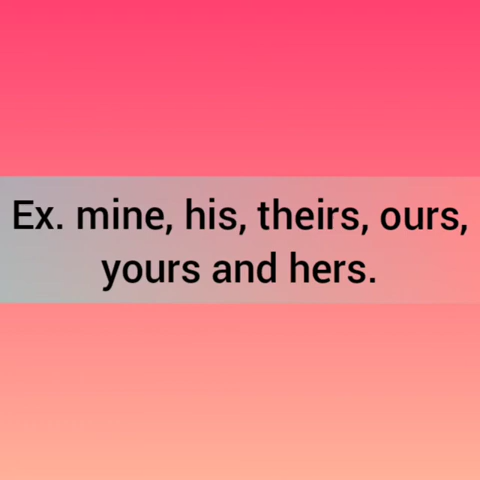 Ex. mine, his, theirs, ours,
yours and hers.